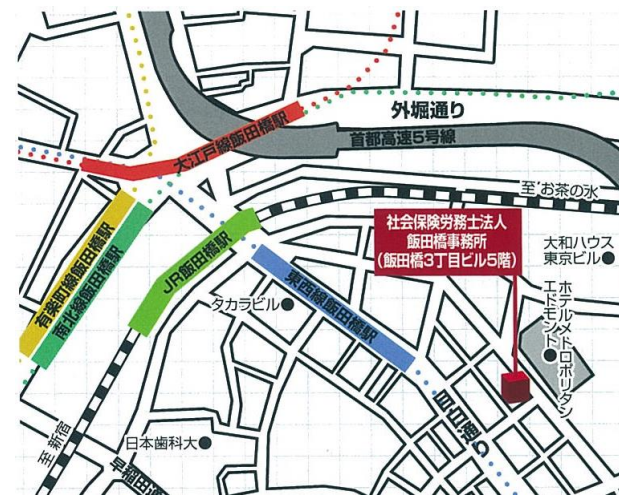 外堀通り
首都高速5号線
大江戸線飯田橋駅
至 お茶の水
社会保険労務士法人
飯田橋事務所
(飯田橋3丁目ビル5階)
大和ハウス
東京ビル
有楽町線飯田橋駅
南北線飯田橋駅
JR飯田橋駅
東西線飯田橋駅
タカラビル
ホテルメトロポリタン
エドモント
目白通り
至 新宿
日本歯科大